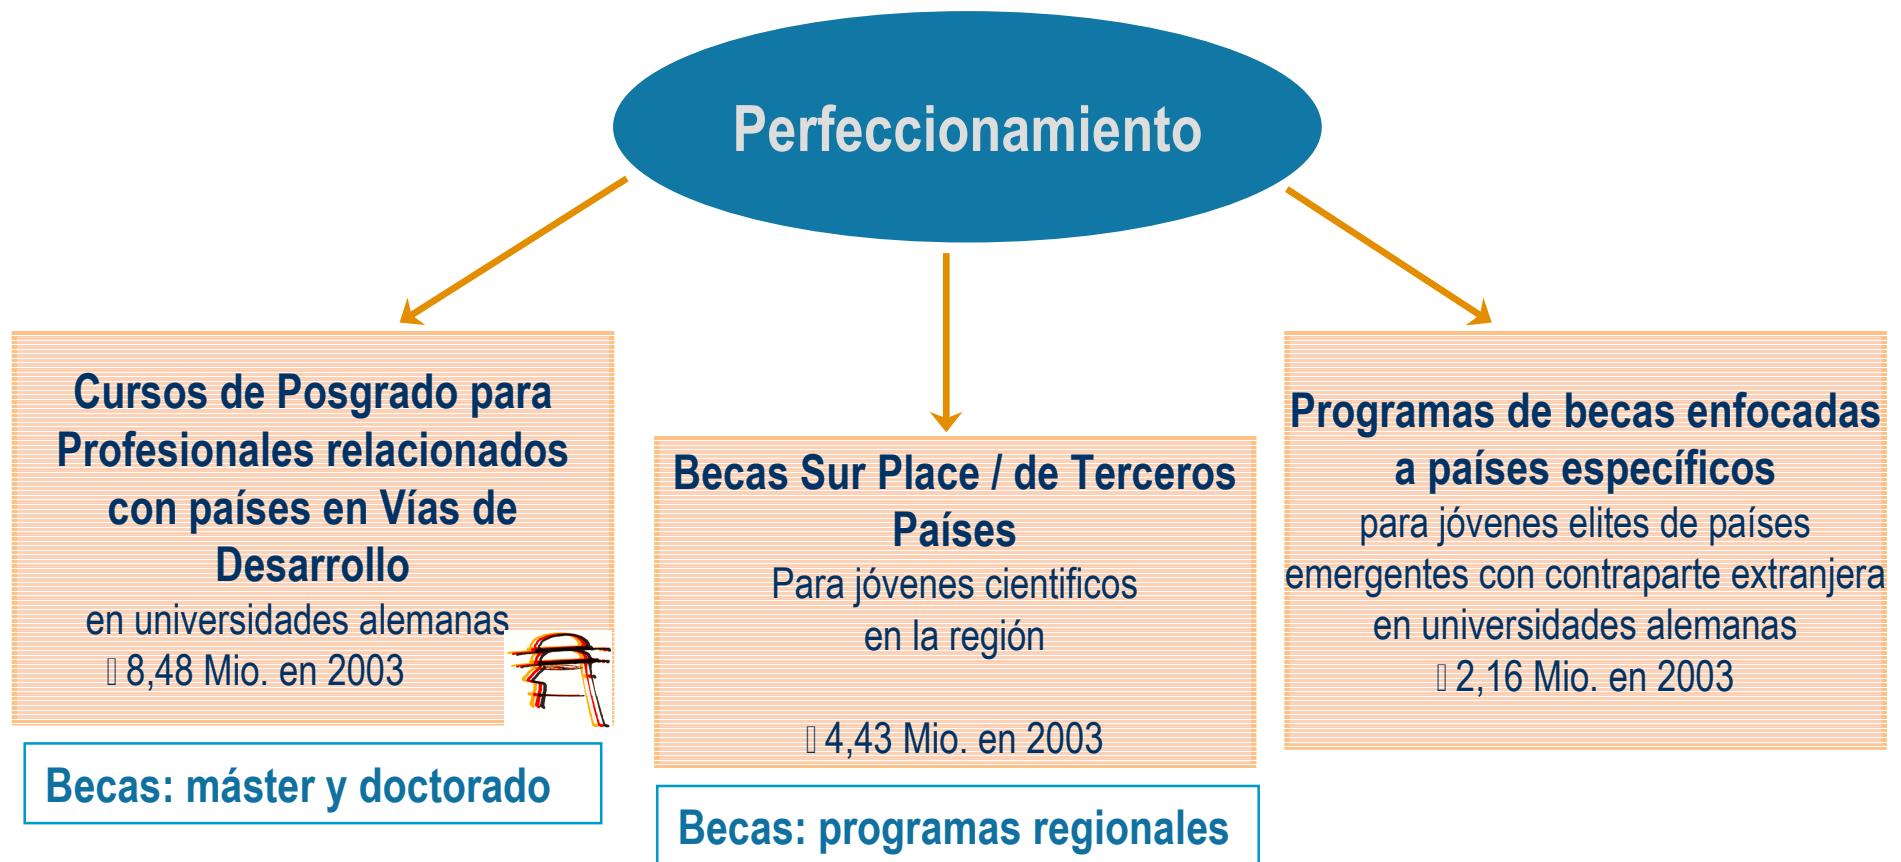 Perfeccionamiento
Cursos de Posgrado para
Profesionales relacionados
con países en Vías de
Desarrollo
en universidades alemanas
▯ 8,48 Mio. en 2003
Becas: máster y doctorado
Becas Sur Place / de Terceros
Países
Para jóvenes cientificos
en la región
▯ 4,43 Mio. en 2003
Becas: programas regionales
Programas de becas enfocadas
a países específicos
para jóvenes elites de países
emergentes con contraparte extranjera
en universidades alemanas
▯ 2,16 Mio. en 2003